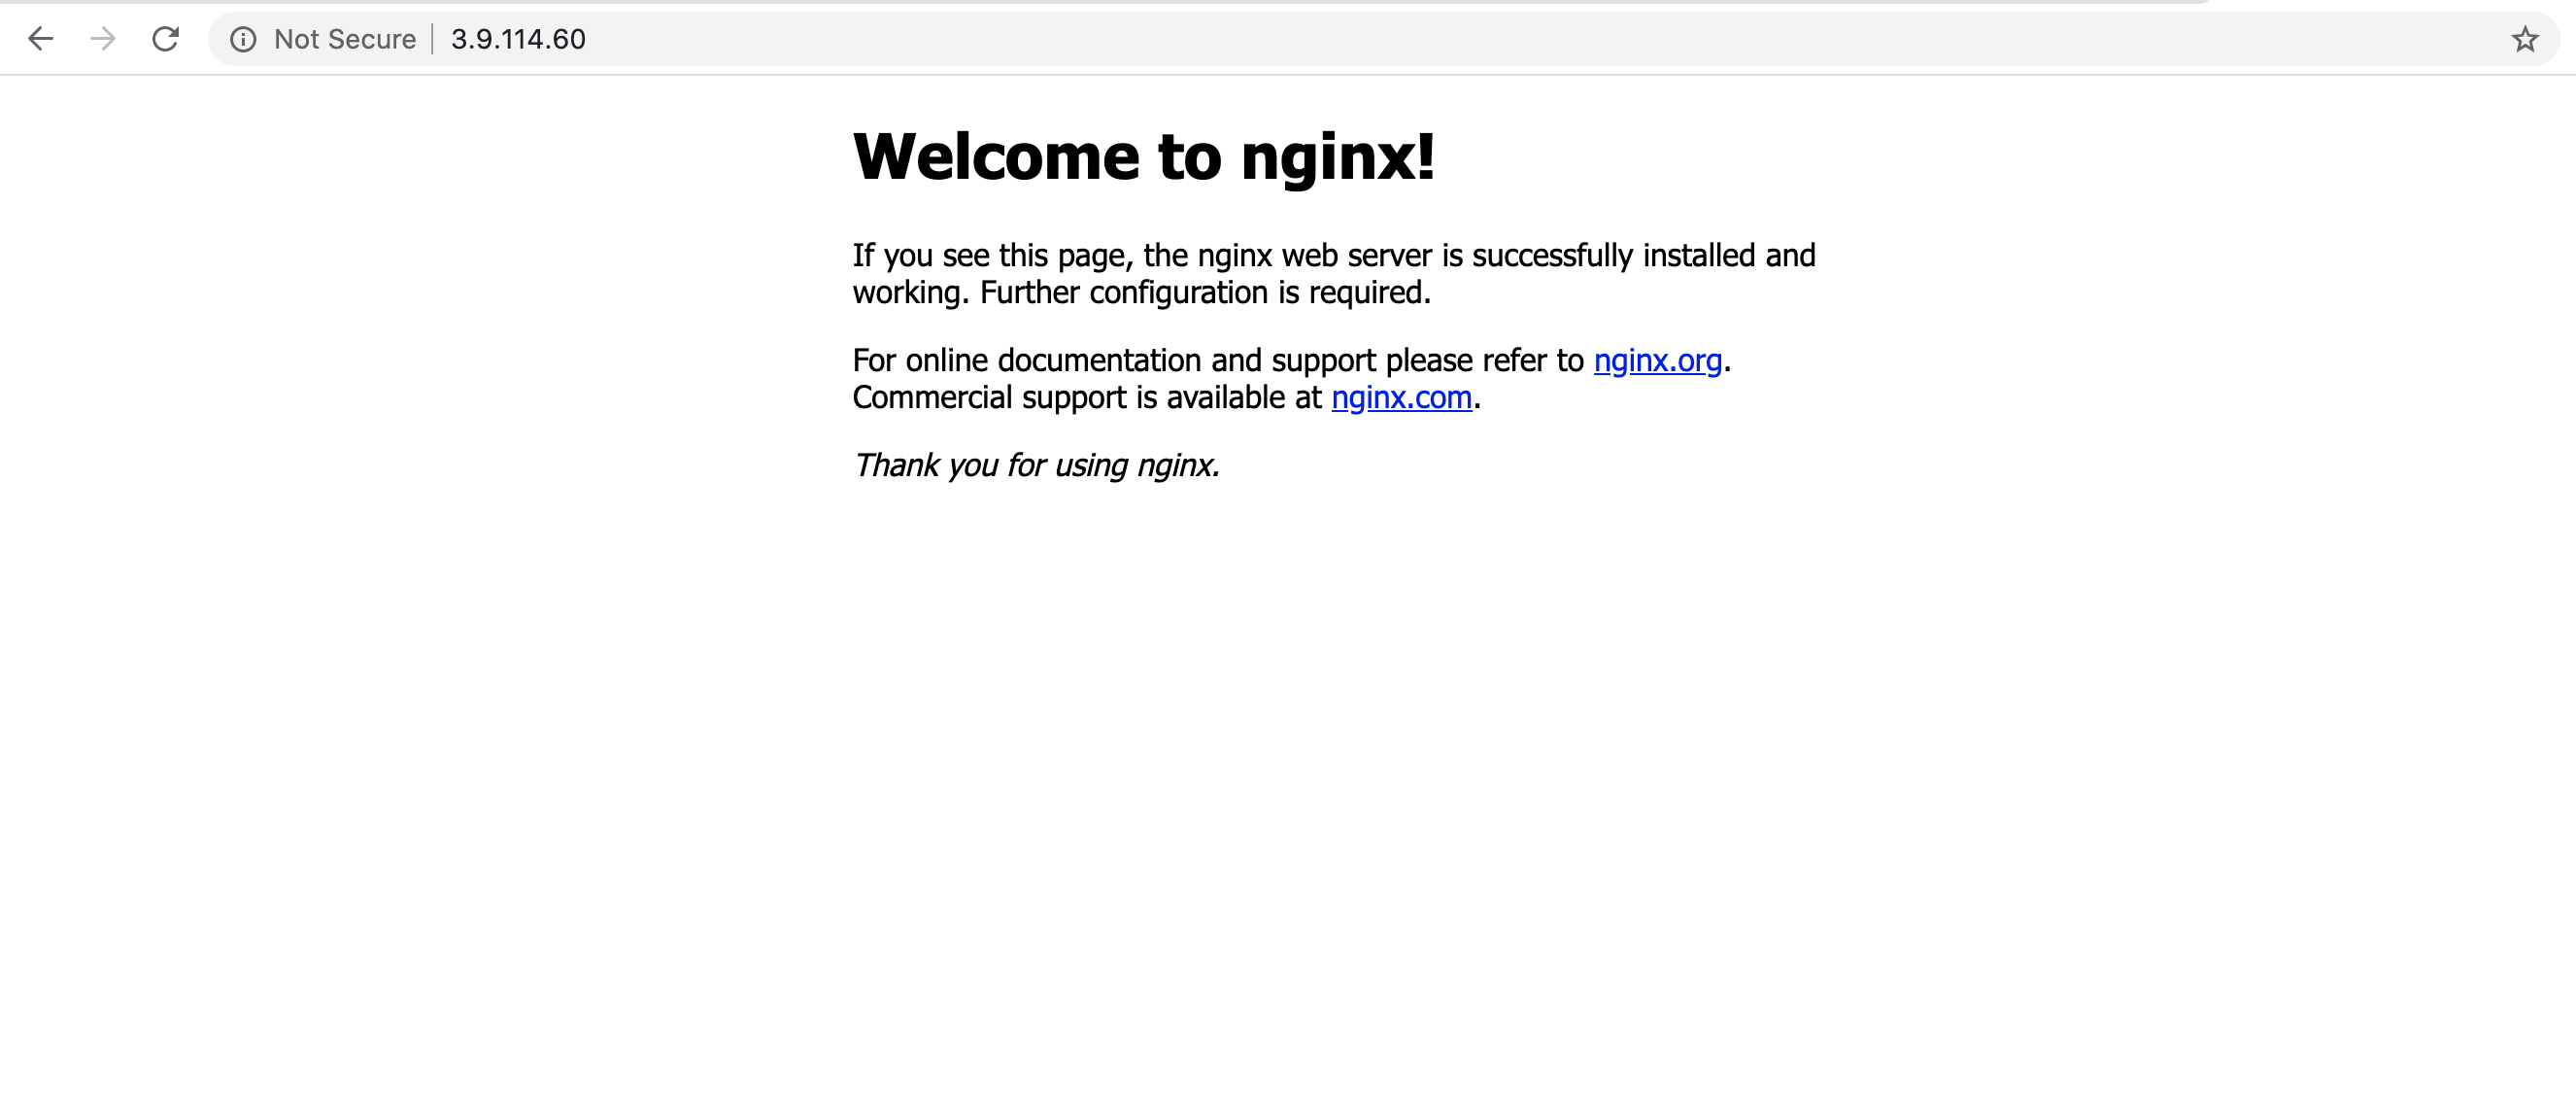 Not Secure | 3.9.114.60
Welcome to nginx!
If you see this page, the nginx web server is successfully installed and
working. Further configuration is required.
For online documentation and support please refer to nginx.org.
Commercial support is available at nginx.com.
Thank you for using nginx.